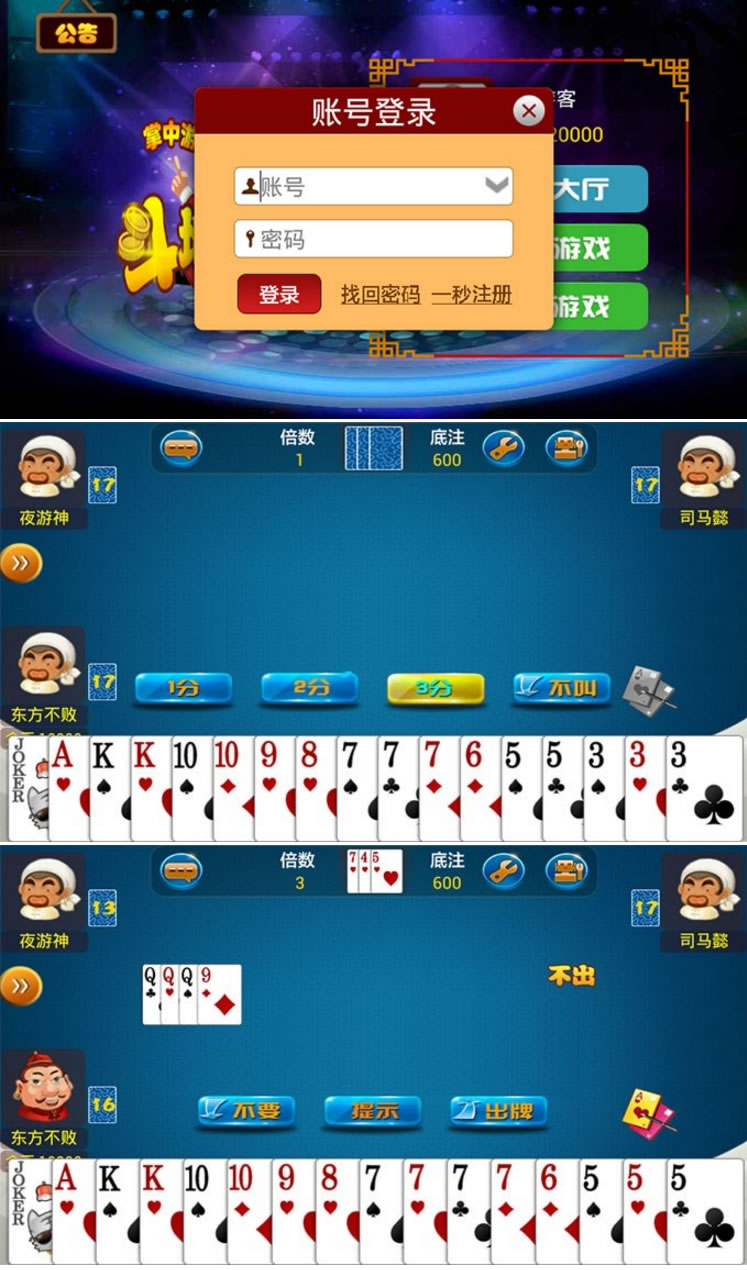 公告
掌中游
斗地
账号登录
客
20000
账号
密码
登录 找回密码 一秒注册
大厅
游戏
游戏
倍数 底注
1 600
17
17
夜游神
司马懿
17
东方不败
1分 2分 3分 不叫
JOKER A K K 10 10 9 8 7 7 7 6 5 5 3 3 3
倍数 7 4 5 底注
3 600
13
17
夜游神
司马懿
Q Q Q 9
不出
16
东方不败
不要 提示 出牌
JOKER A K K 10 10 9 8 7 7 7 7 6 5 5 5